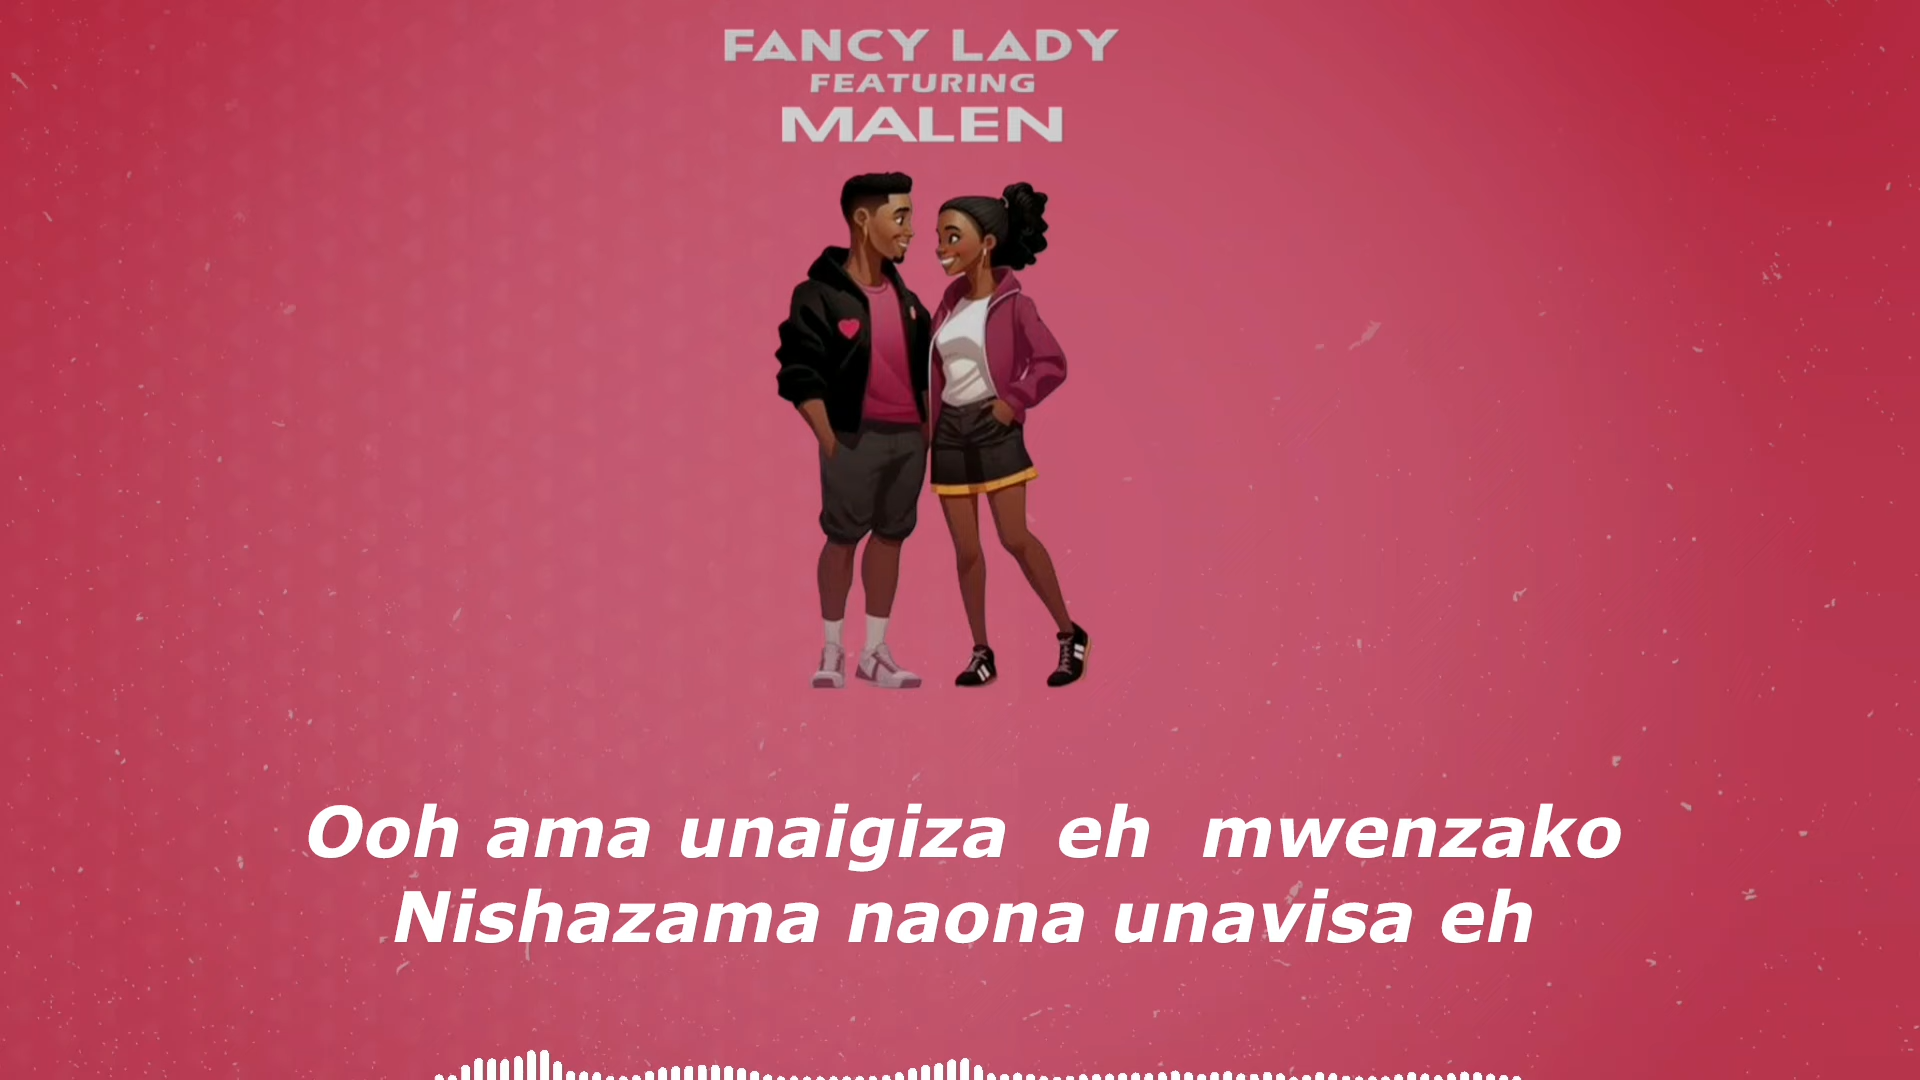 FANCY LADY
FEATURING
MALEN
Ooh ama unaigiza eh mwenzako
Nishazama naona unavisa eh